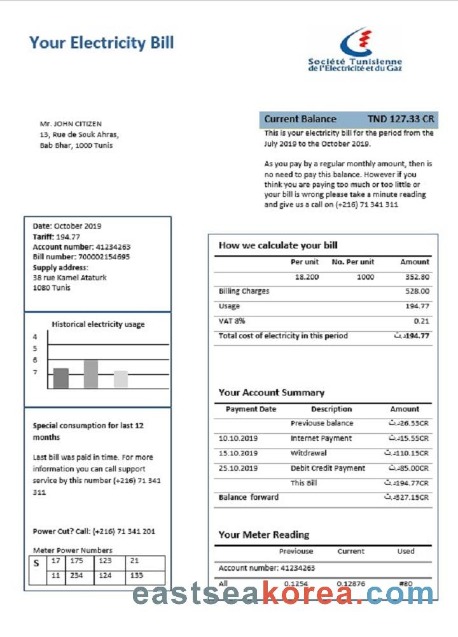 Your Electricity Bill
Société Tunisienne
de l'Electricité et du Gaz
Mr. JOHN CITIZEN
13, Rue de Souk Ahras,
Bab Bhar, 1000 Tunis
Current Balance TND 127.33 CR
This is your electricity bill for the period from the
July 2019 to the October 2019.
As you pay by a regular monthly amount, then is
no need to pay this balance. However if you
think you are paying too much or too little or
your bill is wrong please take a minute reading
and give us a call on (+216) 71 341 311
Date: October 2019
Tariff: 194.77
Account number: 41234263
Bill number: 700002154693
Supply address:
38 rue Kamel Ataturk
1080 Tunis
Historical electricity usage
4
5
6
7
Special consumption for last 12
months
Last bill was paid in time. For more
information you can call support
service by this number (+216) 71 341
311
Power Cut? Call: (+216) 71 341 201
Meter Power Numbers
S 17 175 123 21
11 234 124 133
How we calculate your bill
Per unit No. Per unit Amount
18.200 1000 352.80
Billing Charges 528.00
Usage 194.77
VAT 8% 0.21
Total cost of electricity in this period د.ت194.77
Your Account Summary
Payment Date Description Amount
Previouse balance د.ت26.33CR
10.10.2019 Internet Payment د.ت15.55CR
15.10.2019 Witdrawal د.ت110.15CR
25.10.2019 Debit Credit Payment د.ت85.00CR
This Bill د.ت194.77CR
Balance forward د.ت327.15CR
Your Meter Reading
Previouse Current Used
Account number: 41234263
All 0.1254 0.12876 #80
eastseakorea.com